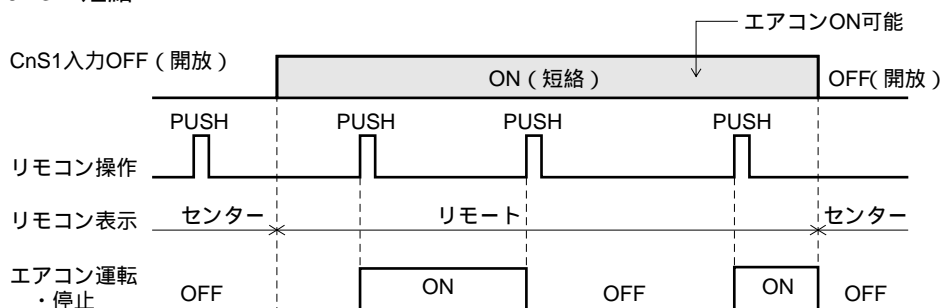 エアコンON可能
CnS1入力OFF（開放）
ON（短絡）
OFF（開放）
PUSH PUSH PUSH PUSH
リモコン操作
リモコン表示 センター リモート センター
エアコン運転
・停止
OFF ON OFF ON OFF